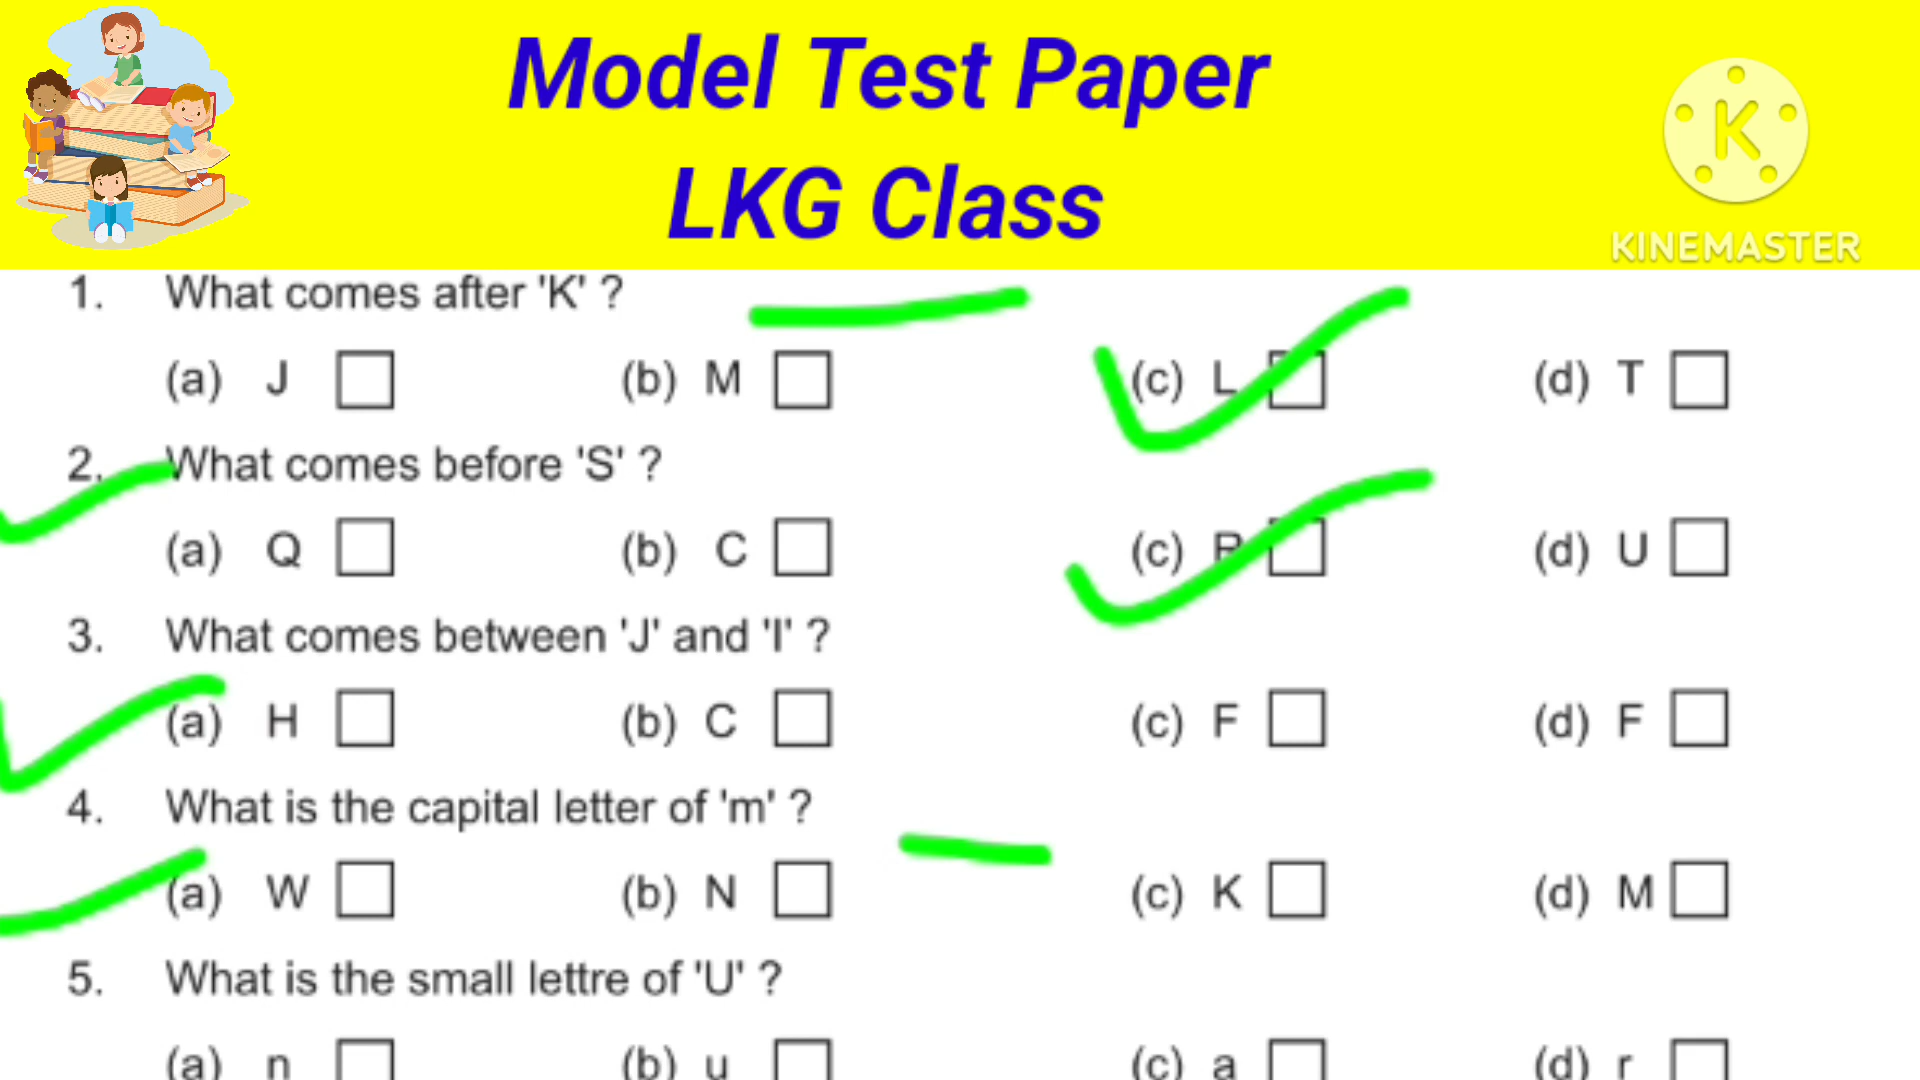 Model Test Paper
LKG Class
K
KINEMASTER
1. What comes after 'K' ?
(a) J (b) M (c) L (d) T
2. What comes before 'S' ?
(a) Q (b) C (c) R (d) U
3. What comes between 'J' and 'I' ?
(a) H (b) C (c) F (d) F
4. What is the capital letter of 'm' ?
(a) W (b) N (c) K (d) M
5. What is the small lettre of 'U' ?
(a) n (b) u (c) a (d) r